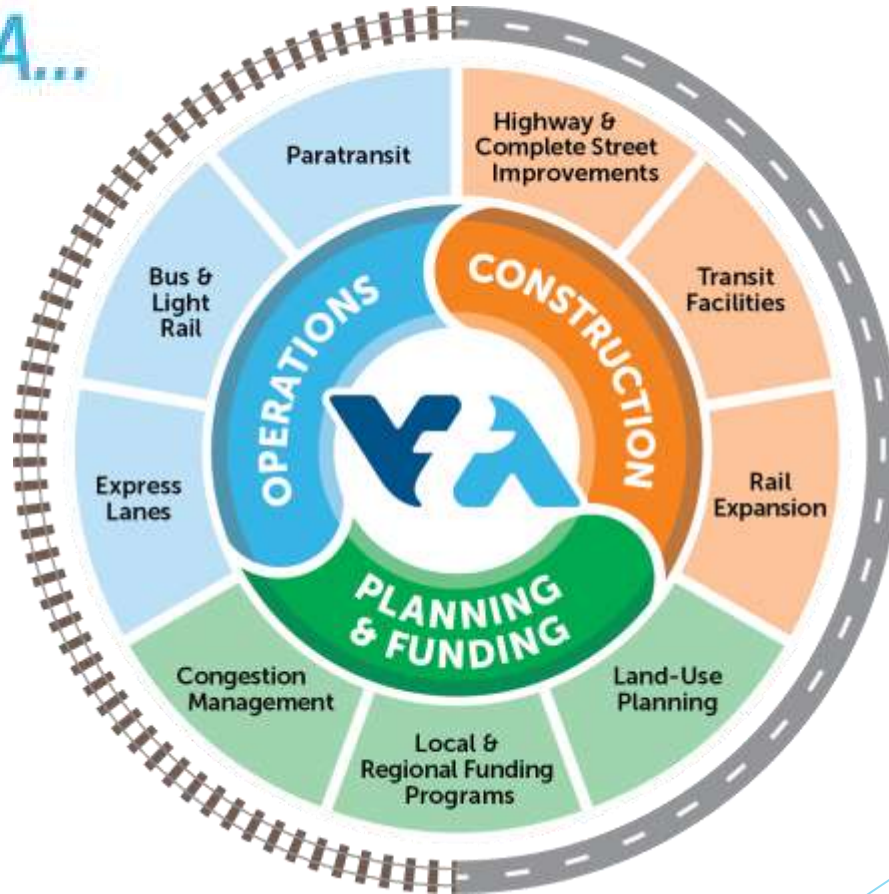 A...
Paratransit
Highway &
Complete Street
Improvements
Bus &
Light
Rail
Transit
Facilities
Express
Lanes
Rail
Expansion
OPERATIONS
CONSTRUCTION
VTA
PLANNING
& FUNDING
Congestion
Management
Local &
Regional Funding
Programs
Land-Use
Planning